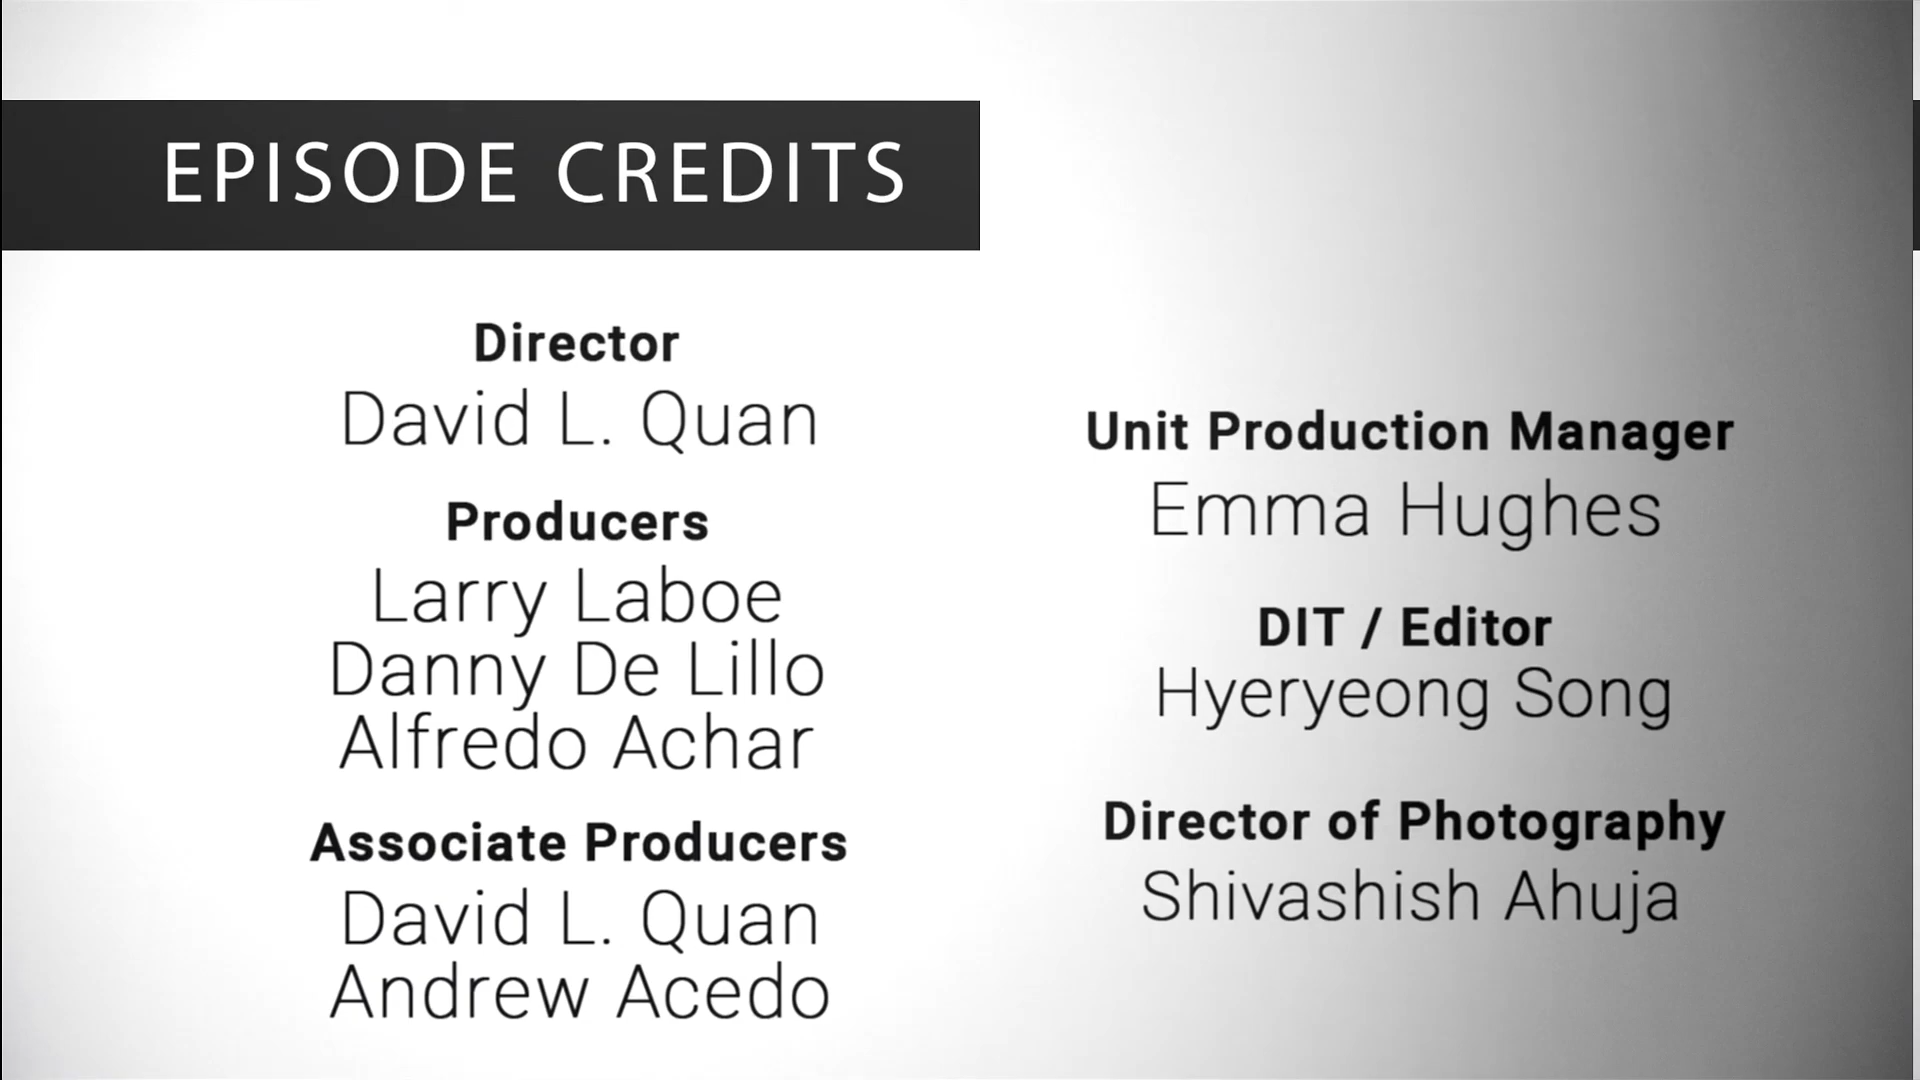 EPISODE CREDITS
Director
David L. Quan
Producers
Larry Laboe
Danny De Lillo
Alfredo Achar
Associate Producers
David L. Quan
Andrew Acedo
Unit Production Manager
Emma Hughes
DIT / Editor
Hyeryeong Song
Director of Photography
Shivashish Ahuja